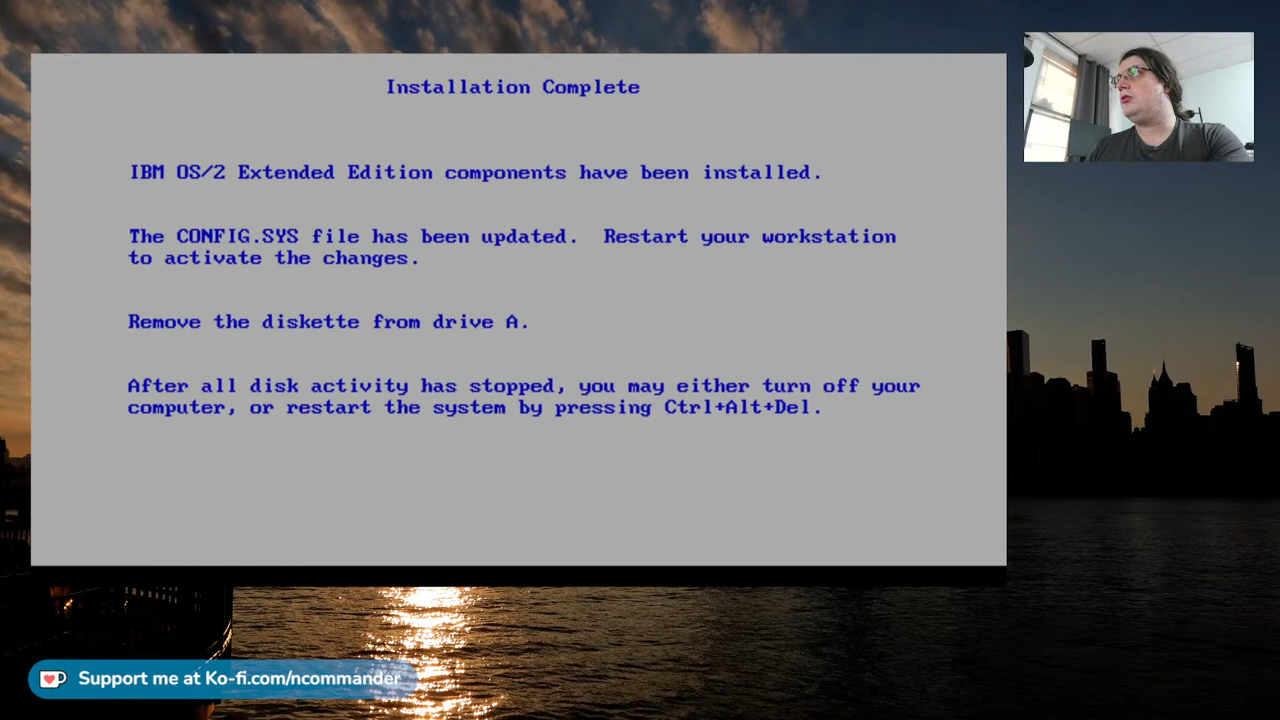 Installation Complete
IBM OS/2 Extended Edition components have been installed.
The CONFIG.SYS file has been updated.  Restart your workstation
to activate the changes.
Remove the diskette from drive A.
After all disk activity has stopped, you may either turn off your
computer, or restart the system by pressing Ctrl+Alt+Del.
Support me at Ko-fi.com/ncommander